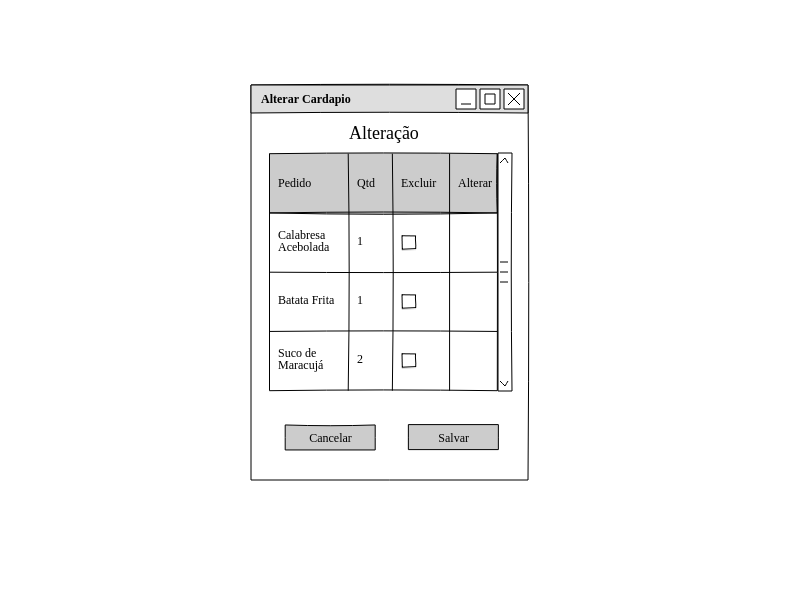 Alterar Cardapio
Alteração
Pedido Qtd Excluir Alterar
Calabresa
Acebolada 1
Batata Frita 1
Suco de
Maracujá 2
Cancelar Salvar